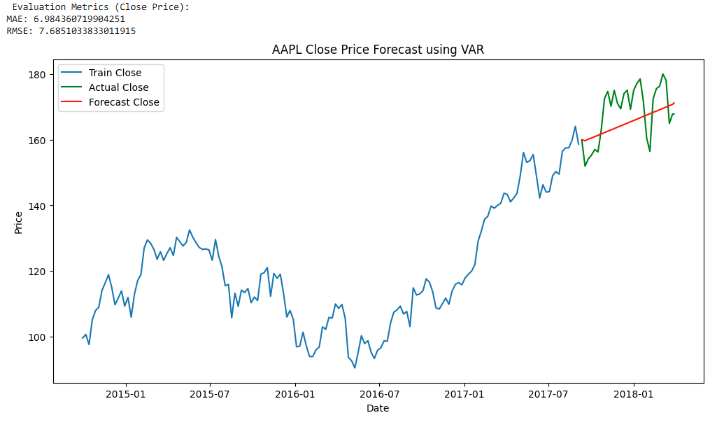 Evaluation Metrics (Close Price):
MAE: 6.984360719904251
RMSE: 7.6851033833011915
AAPL Close Price Forecast using VAR
Train Close
Actual Close
Forecast Close
180
160
140
120
100
Price
2015-01
2015-07
2016-01
2016-07
2017-01
2017-07
2018-01
Date